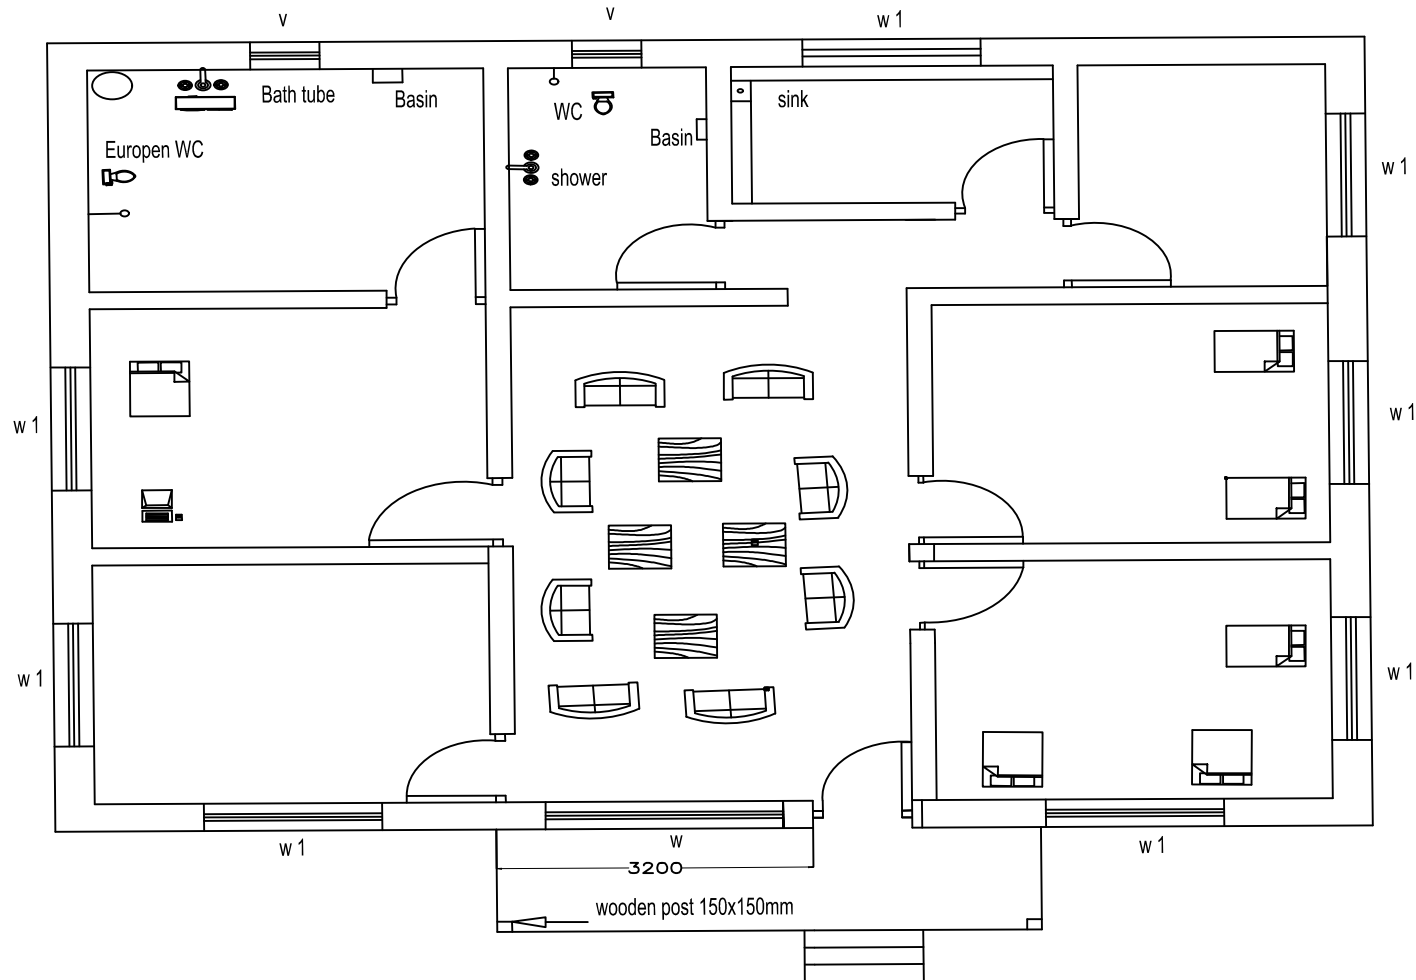 v
v
w 1
Bath tube
Basin
WC
sink
Basin
Europen WC
shower
w 1
w 1
w 1
w 1
w 1
w 1
w
w 1
3200
wooden post 150x150mm